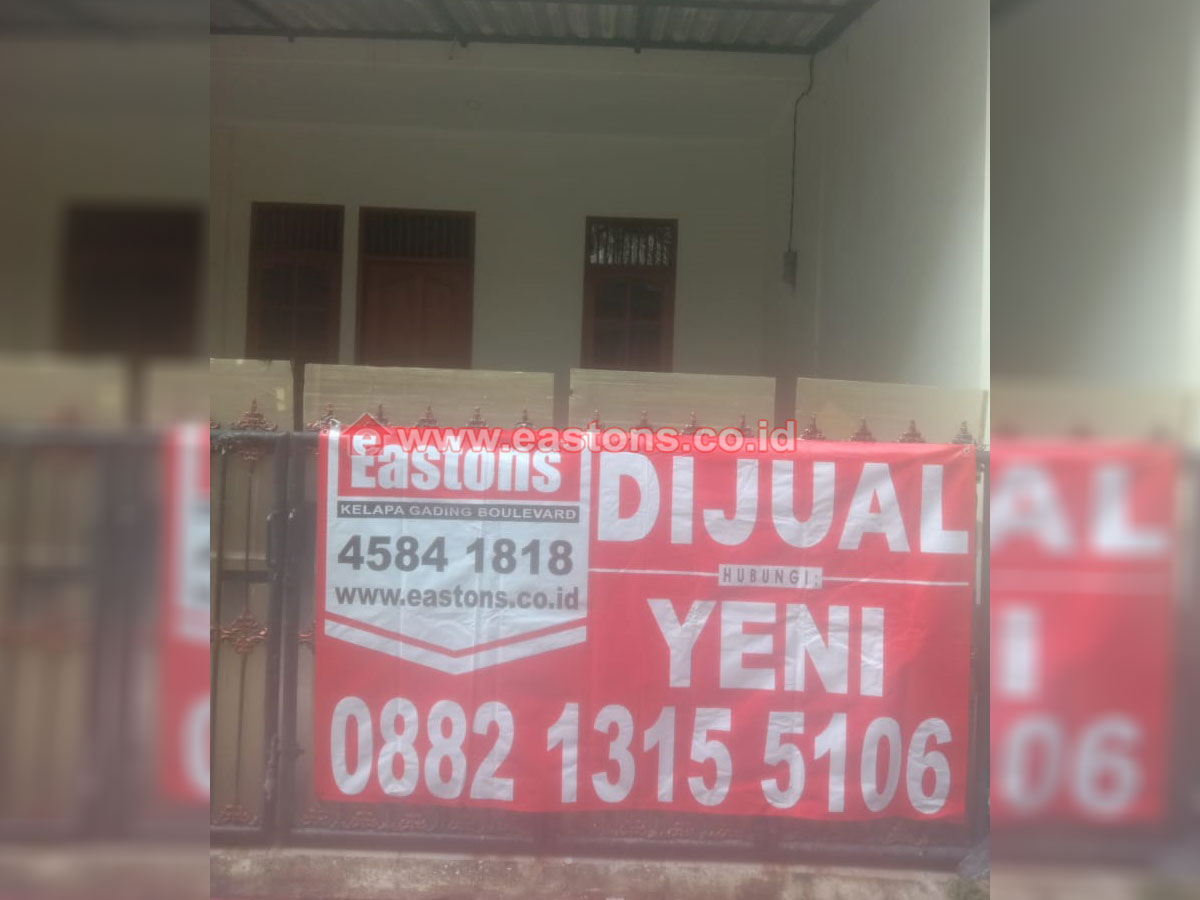 www.eastons.co.id
Eastons
KELAPA GADING BOULEVARD
4584 1818
www.eastons.co.id
DIJUAL
HUBUNGI:
YENI
0882 1315 5106